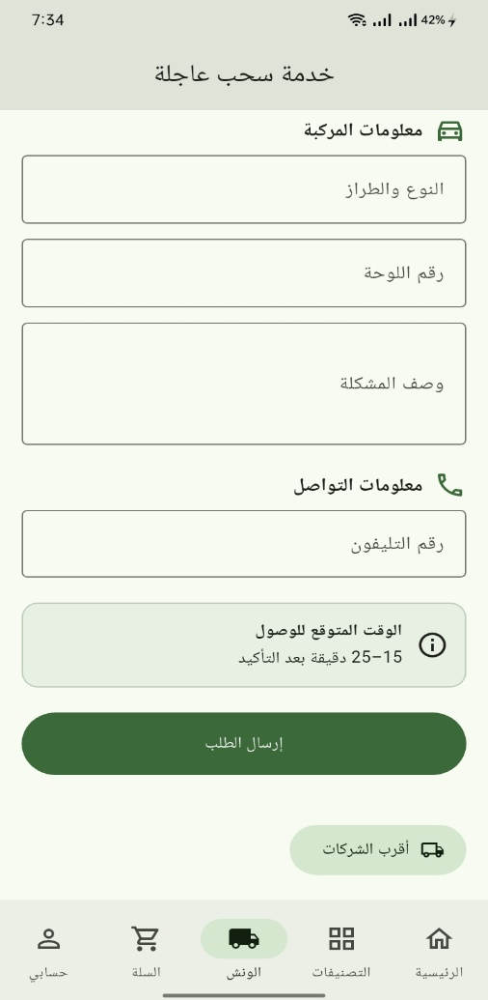 7:34
42%
خدمة سحب عاجلة
معلومات المركبة
النوع والطراز
رقم اللوحة
وصف المشكلة
معلومات التواصل
رقم التليفون
الوقت المتوقع للوصول
15–25 دقيقة بعد التأكيد
إرسال الطلب
أقرب الشركات
الرئيسية
التصنيفات
الونش
السلة
حسابي